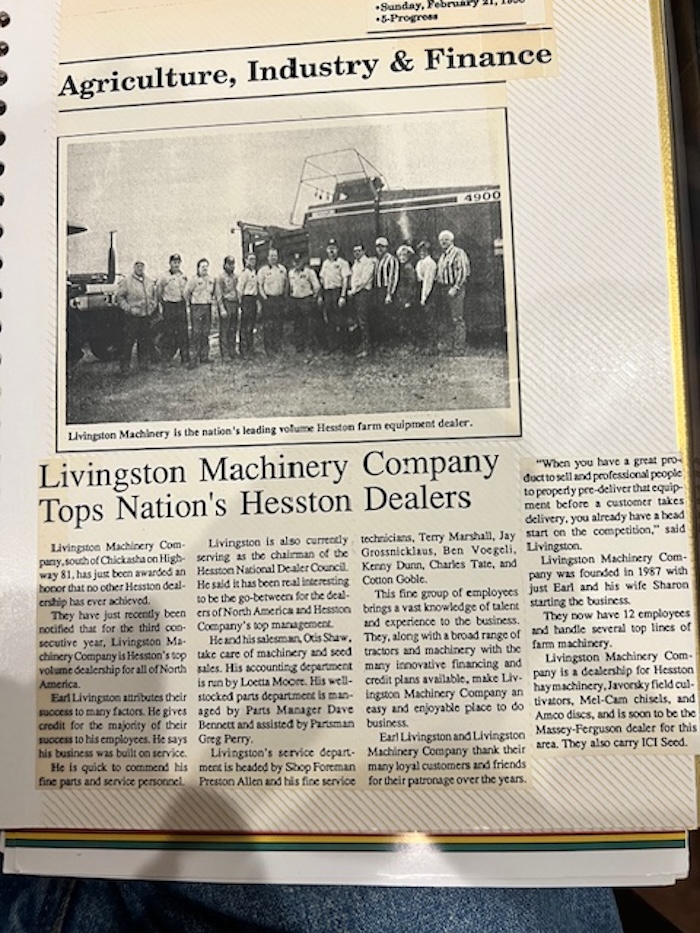 •Sunday, February 21,
•5-Progress
Agriculture, Industry & Finance
4900
Livingston Machinery is the nation's leading volume Hesston farm equipment dealer.
Livingston Machinery Company
Tops Nation's Hesston Dealers
Livingston Machinery Com-
pany, south of Chickasha on High-
way 81, has just been awarded an
honor that no other Hesston deal-
ership has ever achieved.
They have just recently been
notified that for the third con-
secutive year, Livingston Ma-
chinery Company is Hesston's top
volume dealership for all of North
America.
Earl Livingston attributes their
success to many factors. He gives
credit for the majority of their
success to his employees. He says
his business was built on service.
He is quick to commend his
fine parts and service personnel.
Livingston is also currently
serving as the chairman of the
Hesston National Dealer Council.
He said it has been real interesting
to be the go-between for the deal-
ers of North America and Hesston
Company's top management.
He and his salesman, Otis Shaw,
take care of machinery and seed
sales. His accounting department
is run by Loetta Moore. His well-
stocked parts department is man-
aged by Parts Manager Dave
Bennett and assisted by Partsman
Greg Perry.
Livingston's service depart-
ment is headed by Shop Foreman
Preston Allen and his fine service
technicians, Terry Marshall, Jay
Grossnicklaus, Ben Voegeli,
Kenny Dunn, Charles Tate, and
Cotton Goble.
This fine group of employees
brings a vast knowledge of talent
and experience to the business.
They, along with a broad range of
tractors and machinery with the
many innovative financing and
credit plans available, make Liv-
ingston Machinery Company an
easy and enjoyable place to do
business.
Earl Livingston and Livingston
Machinery Company thank their
many loyal customers and friends
for their patronage over the years.
"When you have a great pro-
duct to sell and professional people
to properly pre-deliver that equip-
ment before a customer takes
delivery, you already have a head
start on the competition," said
Livingston.
Livingston Machinery Com-
pany was founded in 1987 with
just Earl and his wife Sharon
starting the business.
They now have 12 employees
and handle several top lines of
farm machinery.
Livingston Machinery Com-
pany is a dealership for Hesston
hay machinery, Javorsky field cul-
tivators, Mel-Cam chisels, and
Amco discs, and is soon to be the
Massey-Ferguson dealer for this
area. They also carry ICI Seed.